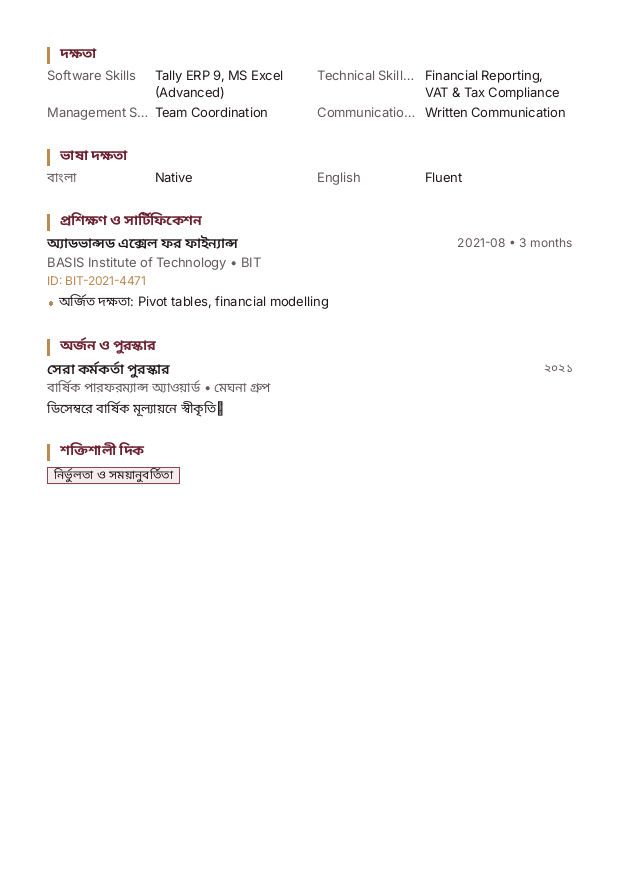 দক্ষতা
Software Skills Tally ERP 9, MS Excel (Advanced) Technical Skill... Financial Reporting, VAT & Tax Compliance
Management S... Team Coordination Communicatio... Written Communication
ভাষা দক্ষতা
বাংলা Native English Fluent
প্রশিক্ষণ ও সার্টিফিকেশন
অ্যাডভান্সড এক্সেল ফর ফাইন্যান্স 2021-08 • 3 months
BASIS Institute of Technology • BIT
ID: BIT-2021-4471
• অর্জিত দক্ষতা: Pivot tables, financial modelling
অর্জন ও পুরস্কার
সেরা কর্মকর্তা পুরস্কার ২০২১
বার্ষিক পারফরম্যান্স অ্যাওয়ার্ড • মেঘনা গ্রুপ
ডিসেম্বরে বার্ষিক মূল্যায়নে স্বীকৃতি
শক্তিশালী দিক
নির্ভুলতা ও সময়ানুবর্তিতা